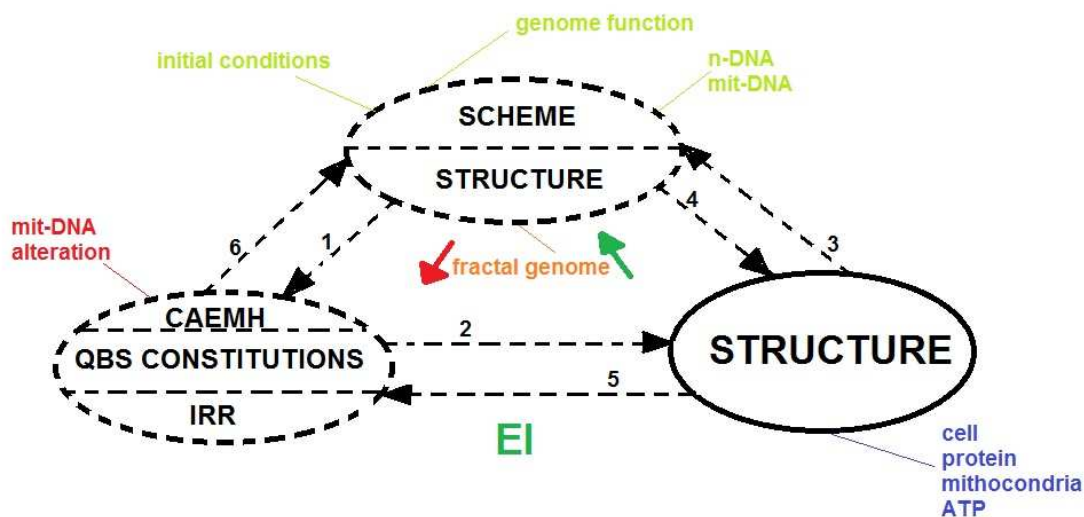 genome function
initial conditions
n-DNA
mit-DNA
SCHEME
STRUCTURE
mit-DNA
alteration
6
1
4
3
fractal genome
CAEMH
QBS CONSTITUTIONS
IRR
2
5
STRUCTURE
EI
cell
protein
mithocondria
ATP